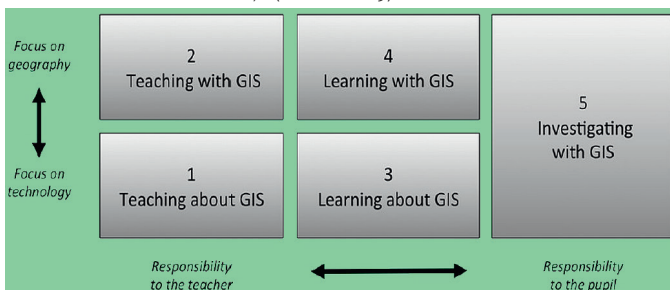 Focus on
geography
Focus on
technology
2
Teaching with GIS
4
Learning with GIS
5
Investigating
with GIS
1
Teaching about GIS
3
Learning about GIS
Responsibility
to the teacher
Responsibility
to the pupil